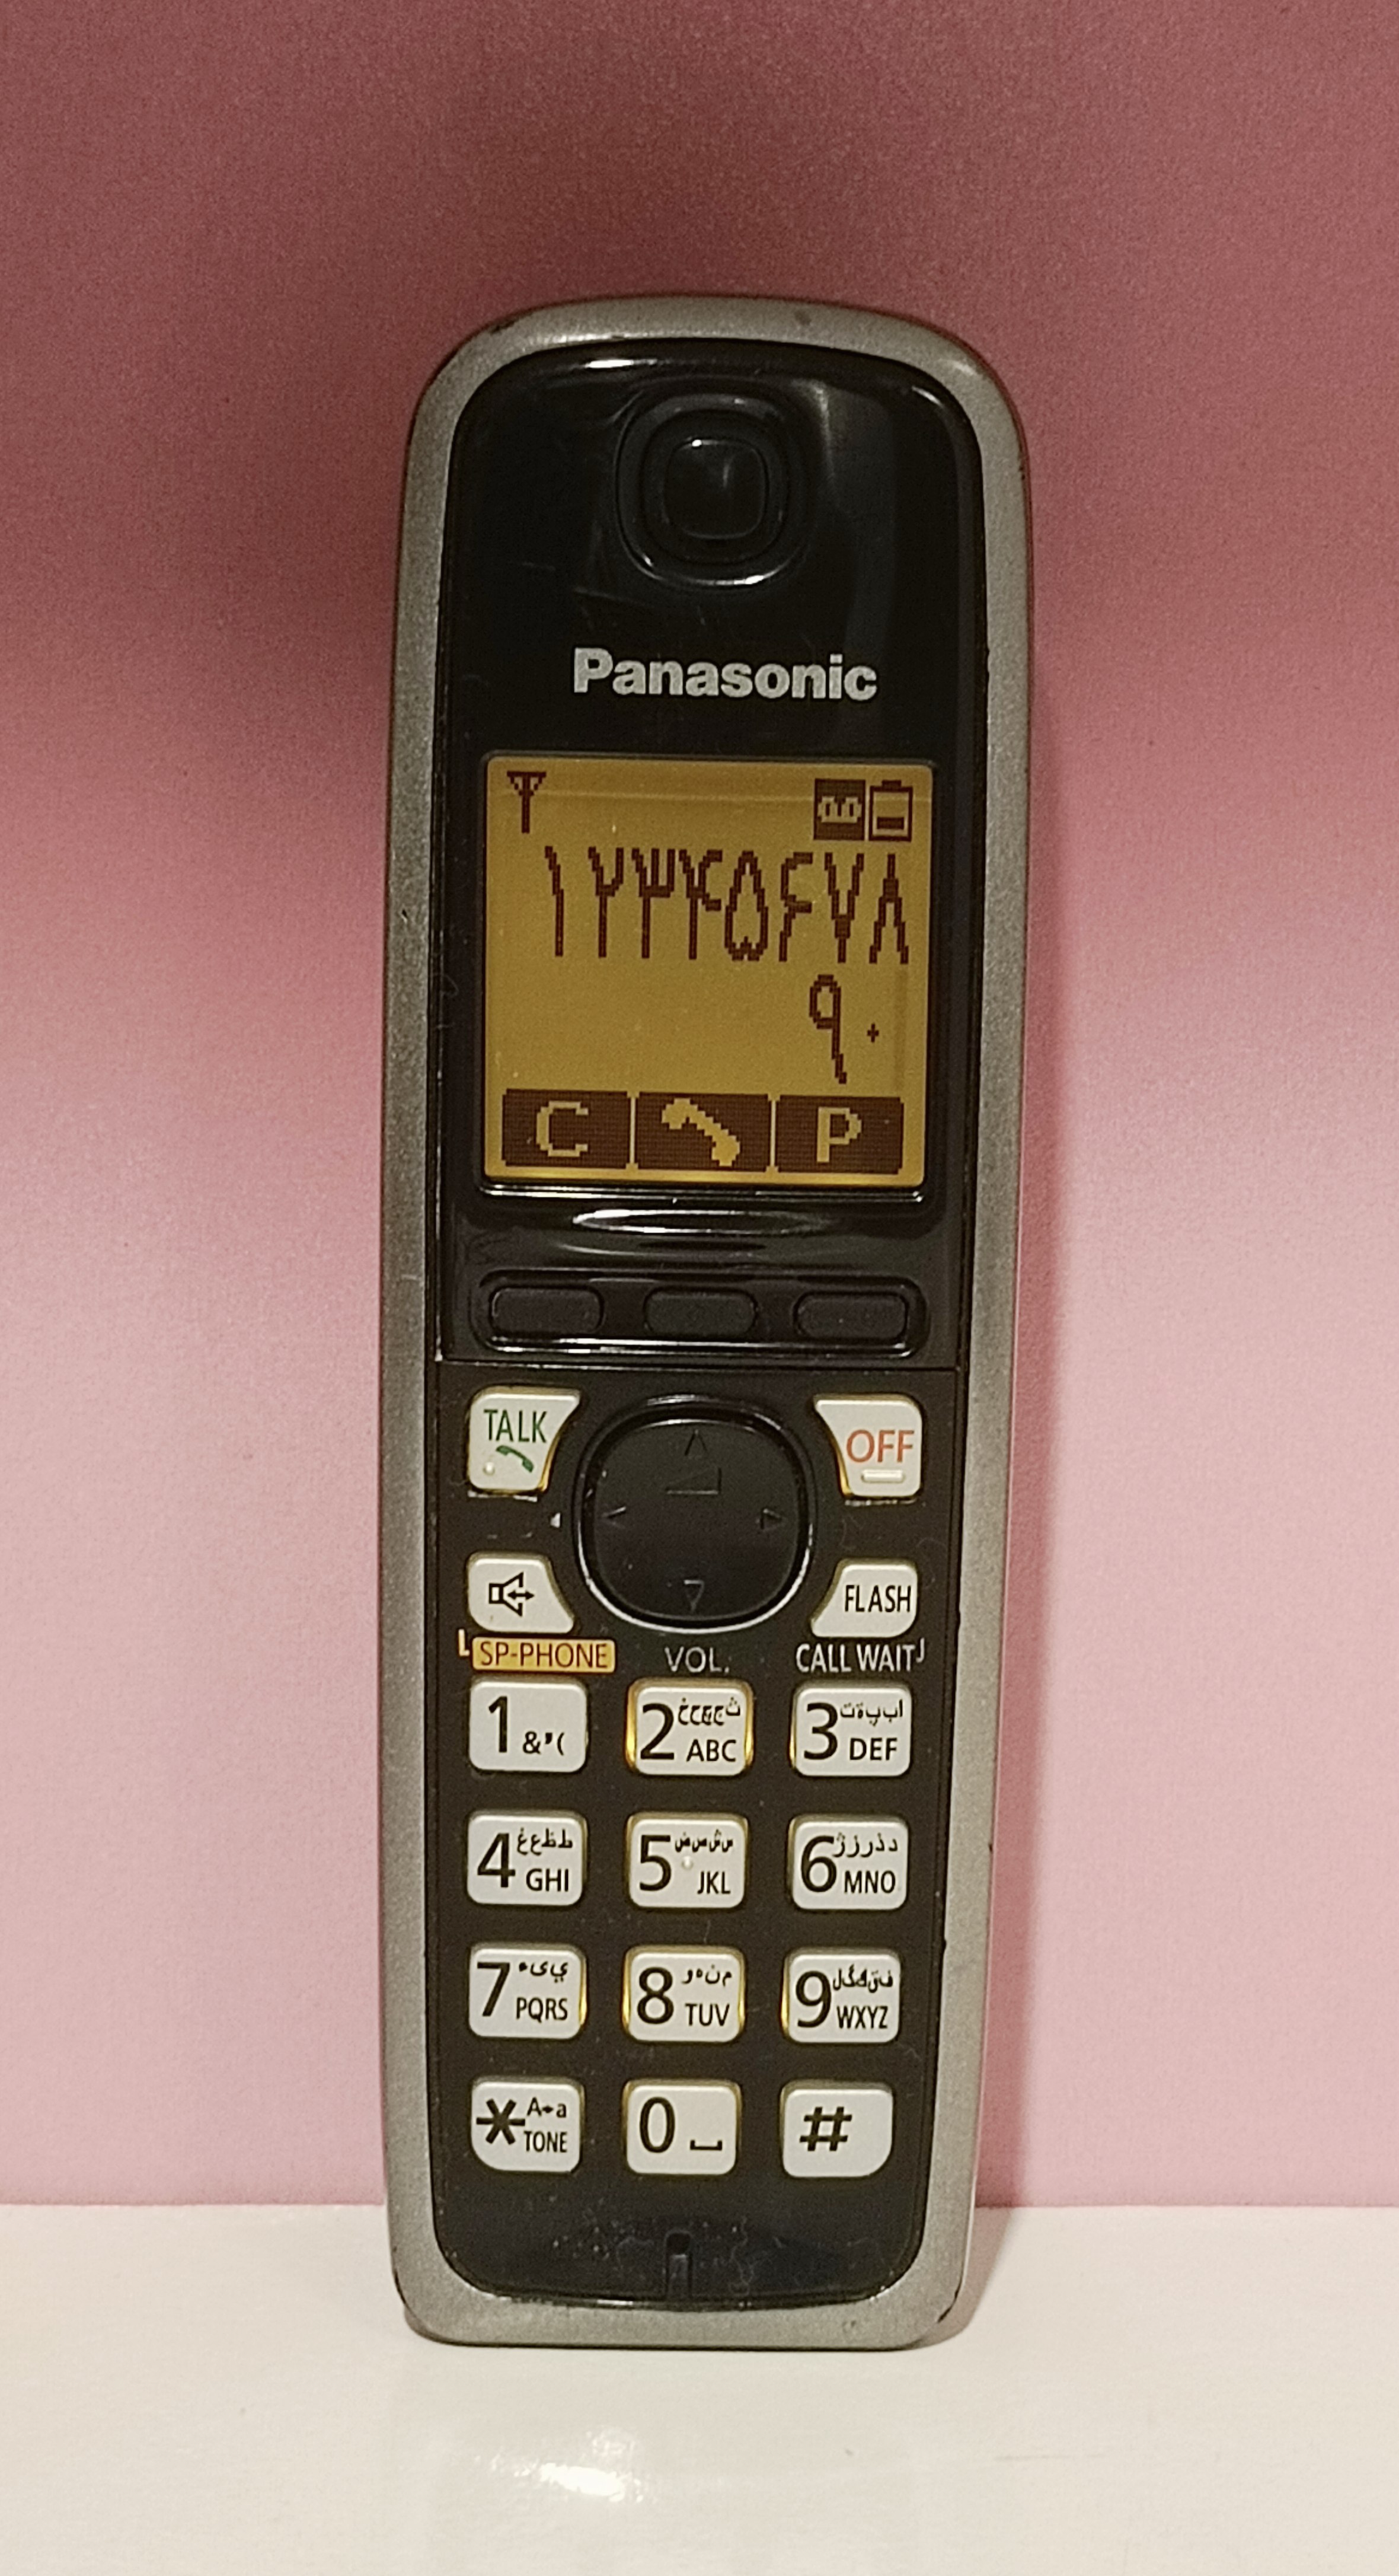 Panasonic
۱۲۳۴۵۶۷۸
۹۰
C P
TALK
OFF
FLASH
SP-PHONE VOL. CALL WAIT
1 &'(
2 ث ج چ ح خ ABC
3 ا ب پ ة ت DEF
4 ط ظ ع غ GHI
5 س ش ص ض JKL
6 د ذ ر ز ژ MNO
7 ي ی ء PQRS
8 م ن ه و TUV
9 ف ق ك گ ل WXYZ
* A→a TONE
0
#